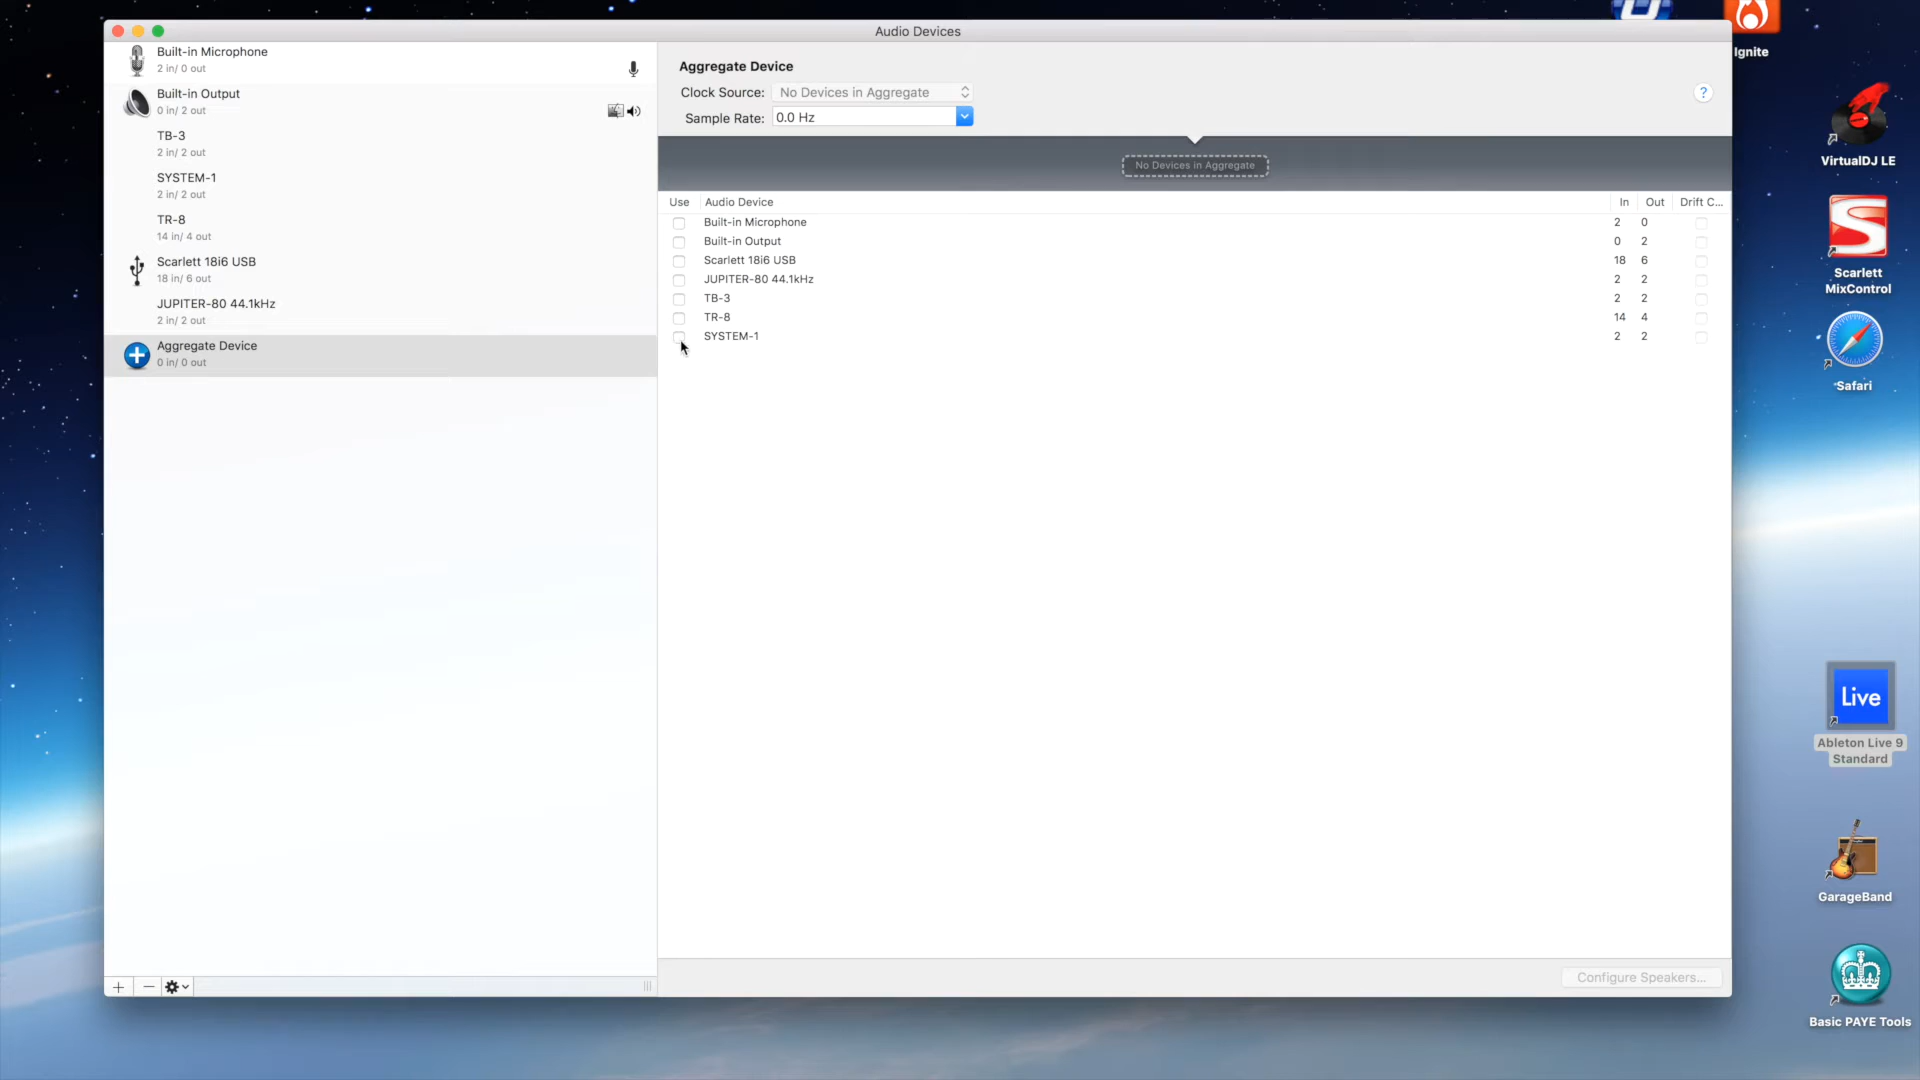 Audio Devices
Built-in Microphone
2 in/ 0 out
Built-in Output
0 in/ 2 out
TB-3
2 in/ 2 out
SYSTEM-1
2 in/ 2 out
TR-8
14 in/ 4 out
Scarlett 18i6 USB
18 in/ 6 out
JUPITER-80 44.1kHz
2 in/ 2 out
Aggregate Device
0 in/ 0 out
Aggregate Device
Clock Source: No Devices in Aggregate
?
Sample Rate: 0.0 Hz
No Devices in Aggregate
Use Audio Device In Out Drift C...
Built-in Microphone 2 0
Built-in Output 0 2
Scarlett 18i6 USB 18 6
JUPITER-80 44.1kHz 2 2
TB-3 2 2
TR-8 14 4
SYSTEM-1 2 2
Configure Speakers...
Ignite
VirtualDJ LE
Scarlett
MixControl
Safari
Live
Ableton Live 9
Standard
GarageBand
Basic PAYE Tools